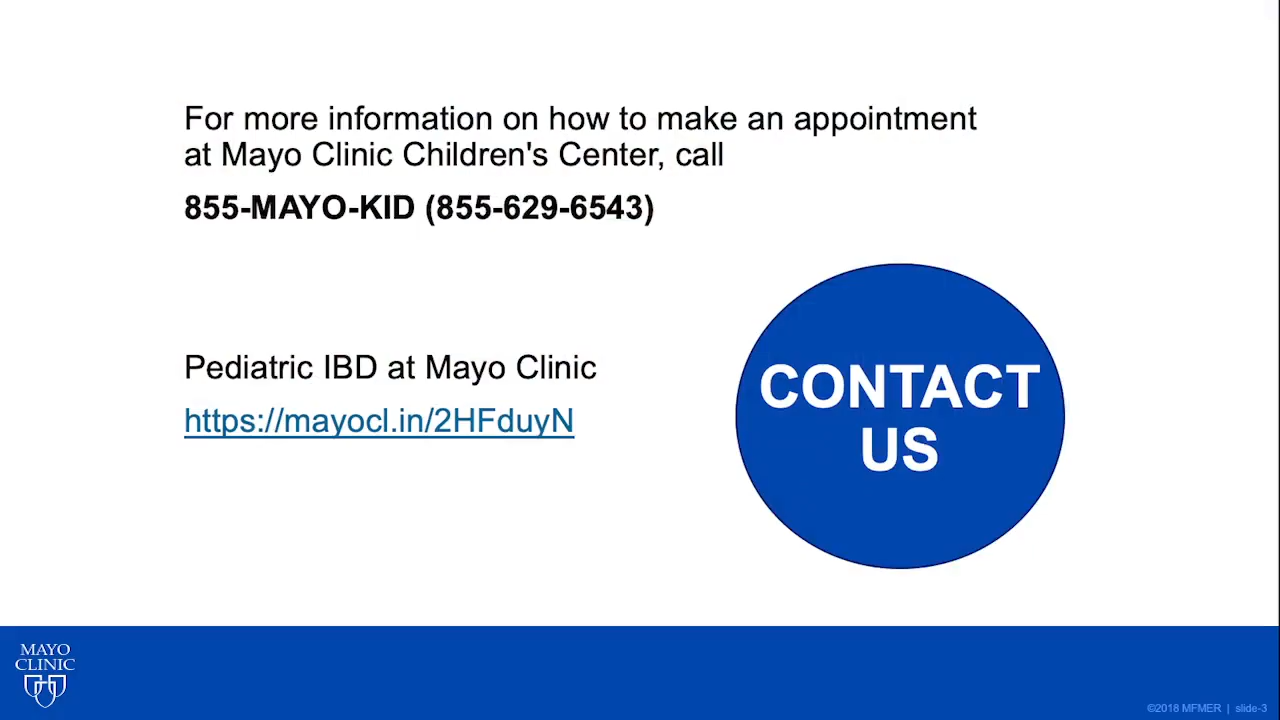 For more information on how to make an appointment
at Mayo Clinic Children's Center, call
855-MAYO-KID (855-629-6543)
Pediatric IBD at Mayo Clinic
https://mayocl.in/2HFduyN
CONTACT
US
MAYO
CLINIC
©2018 MFMER | slide-3